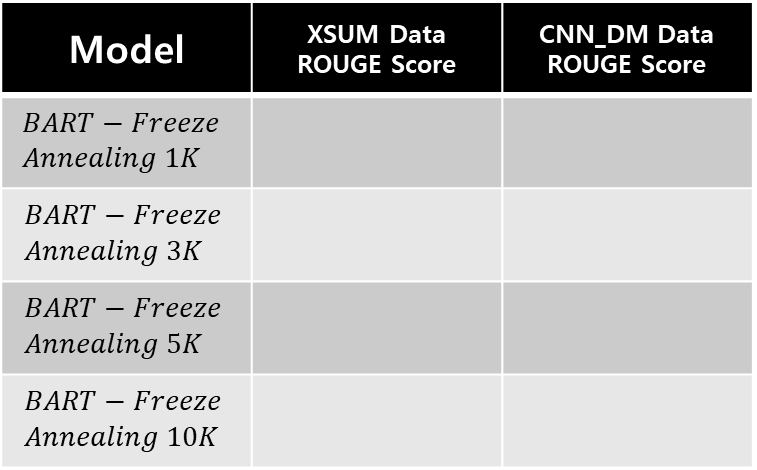 Model
XSUM Data
ROUGE Score
CNN_DM Data
ROUGE Score
BART − Freeze
Annealing 1K
BART − Freeze
Annealing 3K
BART − Freeze
Annealing 5K
BART − Freeze
Annealing 10K